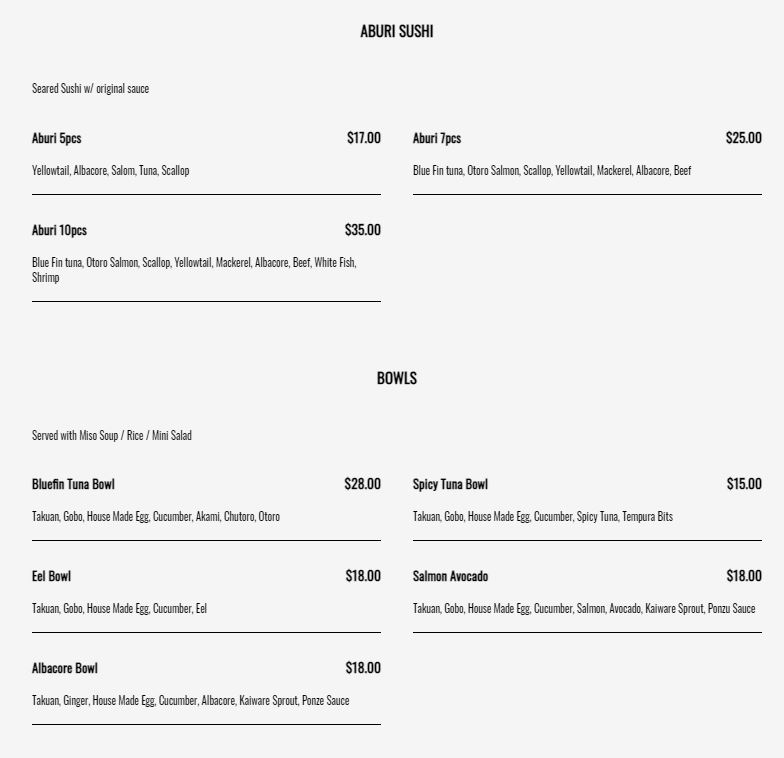 ABURI SUSHI
Seared Sushi w/ original sauce
Aburi 5pcs $17.00
Yellowtail, Albacore, Salom, Tuna, Scallop
Aburi 7pcs $25.00
Blue Fin tuna, Otoro Salmon, Scallop, Yellowtail, Mackerel, Albacore, Beef
Aburi 10pcs $35.00
Blue Fin tuna, Otoro Salmon, Scallop, Yellowtail, Mackerel, Albacore, Beef, White Fish,
Shrimp
BOWLS
Served with Miso Soup / Rice / Mini Salad
Bluefin Tuna Bowl $28.00
Takuan, Gobo, House Made Egg, Cucumber, Akami, Chutoro, Otoro
Spicy Tuna Bowl $15.00
Takuan, Gobo, House Made Egg, Cucumber, Spicy Tuna, Tempura Bits
Eel Bowl $18.00
Takuan, Gobo, House Made Egg, Cucumber, Eel
Salmon Avocado $18.00
Takuan, Gobo, House Made Egg, Cucumber, Salmon, Avocado, Kaiware Sprout, Ponzu Sauce
Albacore Bowl $18.00
Takuan, Ginger, House Made Egg, Cucumber, Albacore, Kaiware Sprout, Ponze Sauce